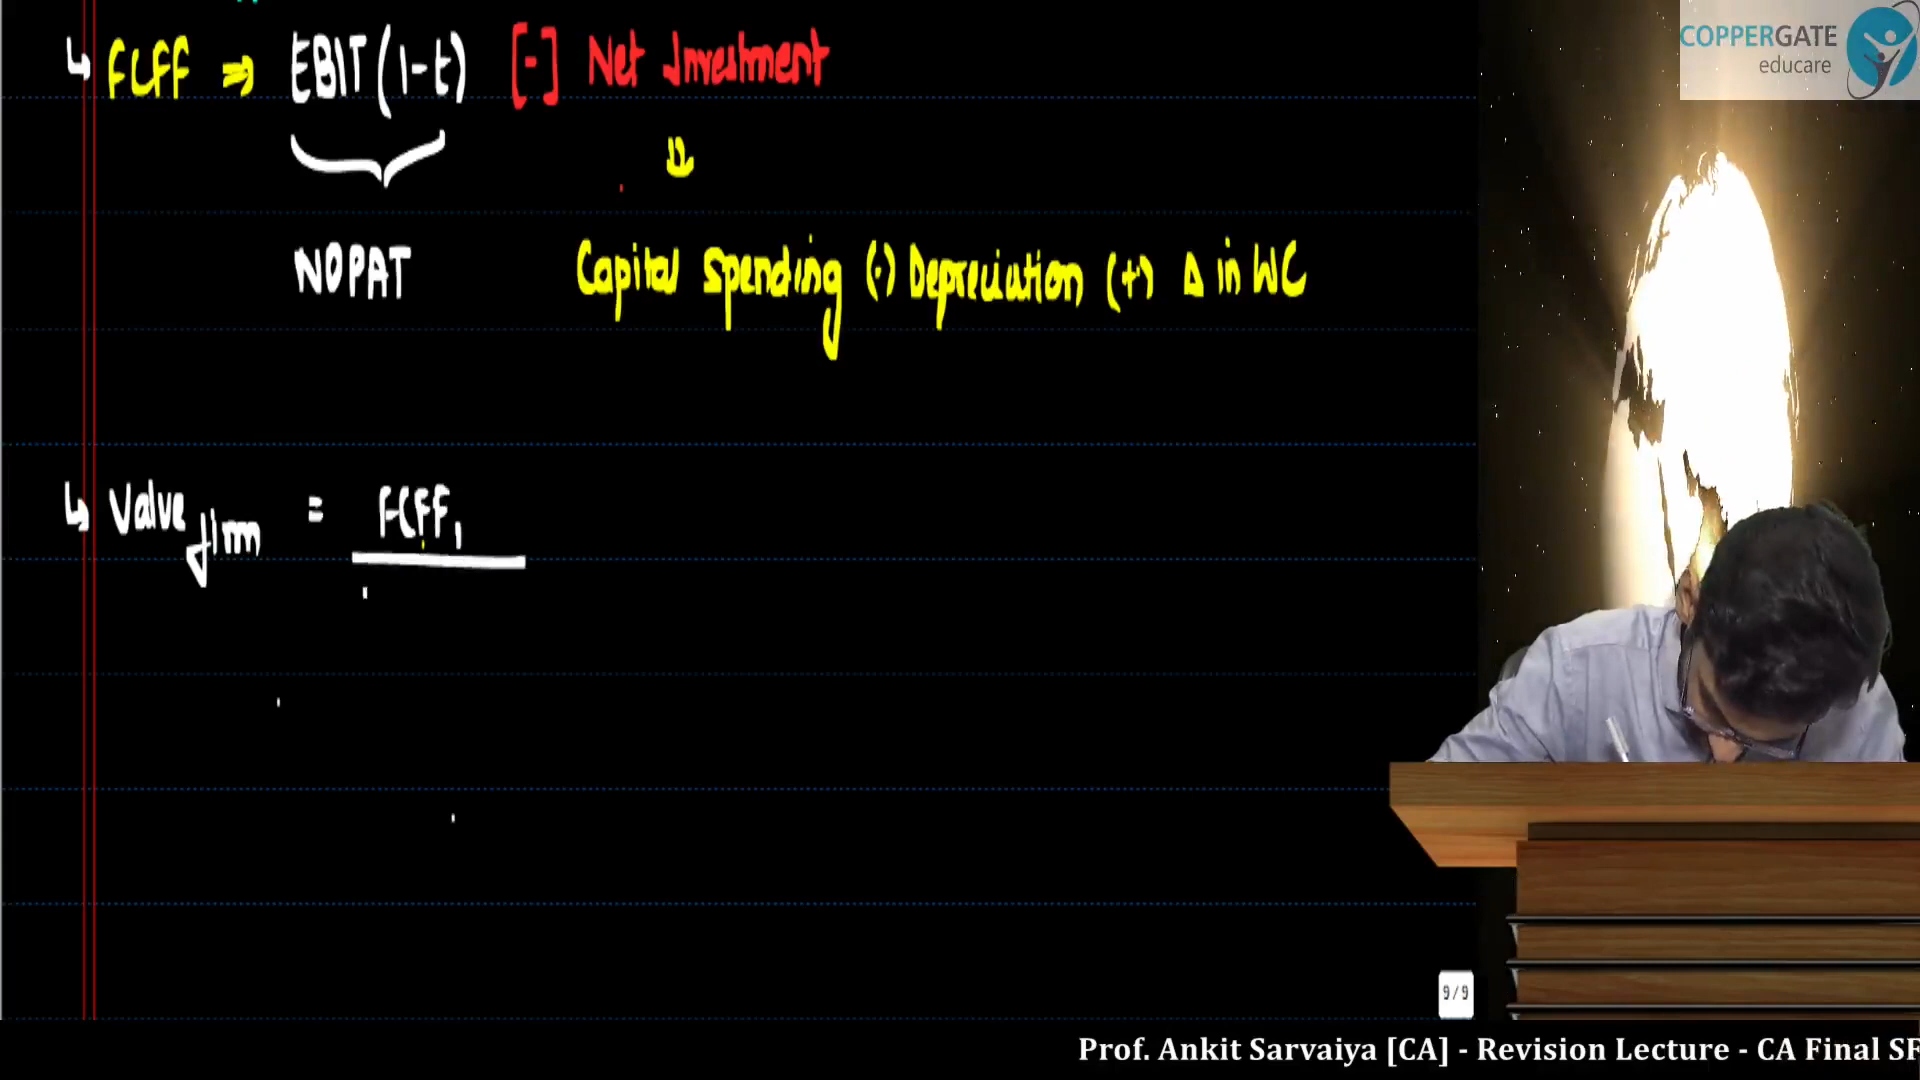 COPPERGATE
educare
↳ FCFF ⇒ EBIT(1-t) [-] Net Investment
⇓
NOPAT Capital Spending (-) Depreciation (+) Δ in WC
↳ Value firm = FCFF₁
9/9
Prof. Ankit Sarvaiya [CA] - Revision Lecture - CA Final SF